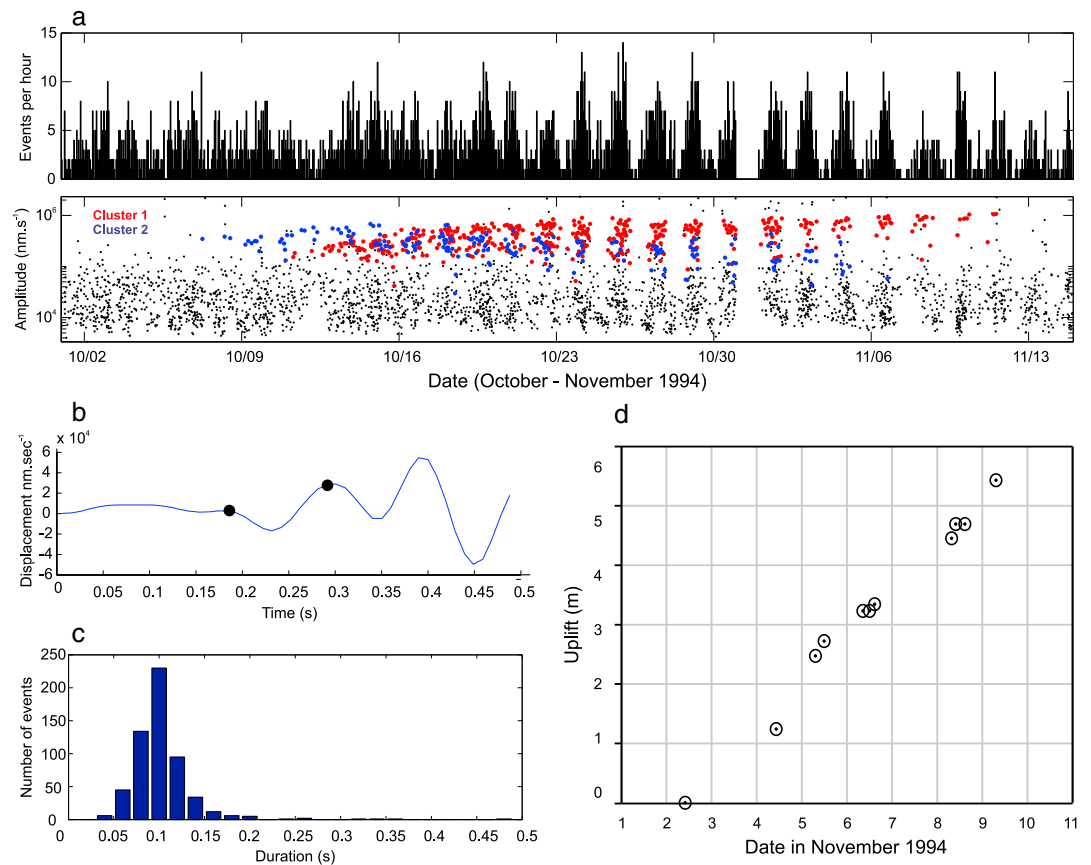 a
Events per hour
15
10
5
0
Amplitude (nm.s-1)
10⁶
10⁴
Cluster 1
Cluster 2
10/02 10/09 10/16 10/23 10/30 11/06 11/13
Date (October - November 1994)
b
x 10⁴
Displacement nm.sec-1
6
4
2
0
-2
-4
-6
0 0.05 0.1 0.15 0.2 0.25 0.3 0.35 0.4 0.45 0.5
Time (s)
c
Number of events
250
200
150
100
50
0
0 0.05 0.1 0.15 0.2 0.25 0.3 0.35 0.4 0.45 0.5
Duration (s)
d
Uplift (m)
6
5
4
3
2
1
0
1 2 3 4 5 6 7 8 9 10 11
Date in November 1994